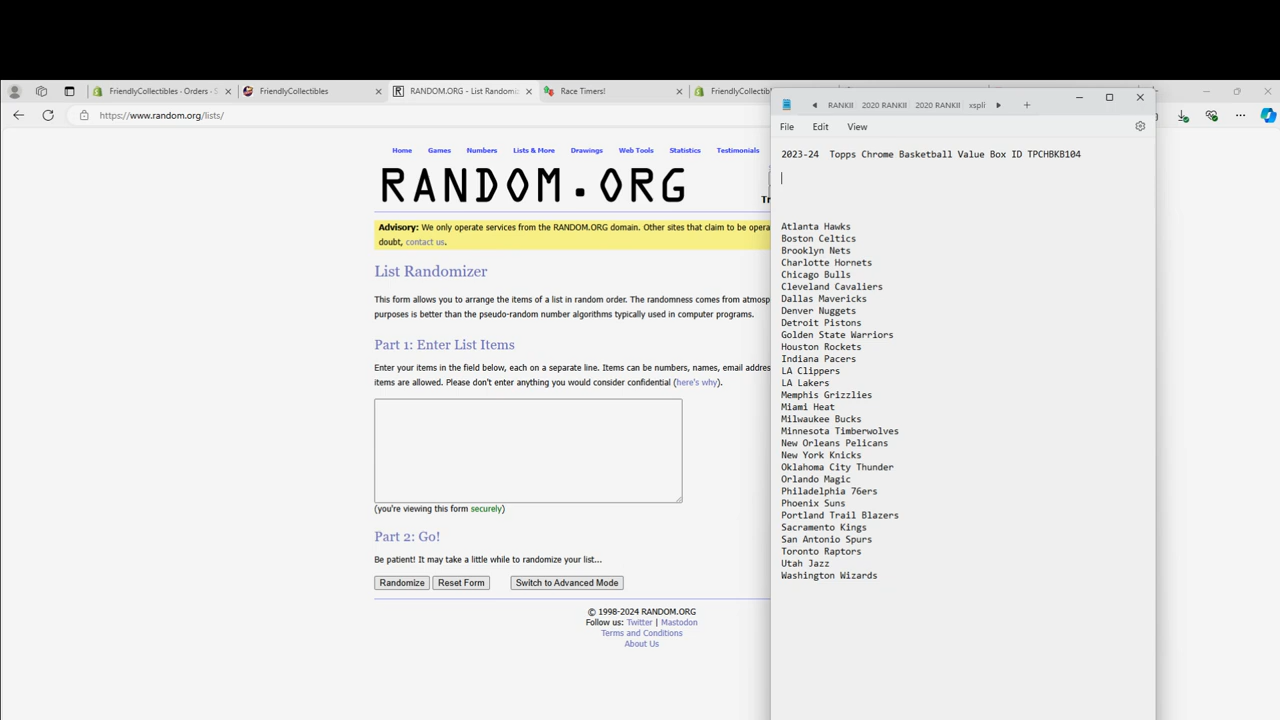 FriendlyCollectibles · Orders · S
FriendlyCollectibles
RANDOM.ORG - List Randomiz
Race Timers!
FriendlyCollectibles
https://www.random.org/lists/
Home Games Numbers Lists & More Drawings Web Tools Statistics Testimonials
RANDOM.ORG
Tr
Advisory: We only operate services from the RANDOM.ORG domain. Other sites that claim to be opera
doubt, contact us.
List Randomizer
This form allows you to arrange the items of a list in random order. The randomness comes from atmosp
purposes is better than the pseudo-random number algorithms typically used in computer programs.
Part 1: Enter List Items
Enter your items in the field below, each on a separate line. Items can be numbers, names, email addres
items are allowed. Please don't enter anything you would consider confidential (here's why).
(you're viewing this form securely)
Part 2: Go!
Be patient! It may take a little while to randomize your list...
Randomize Reset Form Switch to Advanced Mode
© 1998-2024 RANDOM.ORG
Follow us: Twitter | Mastodon
Terms and Conditions
About Us
RANKII 2020 RANKII 2020 RANKII xspli
File Edit View
2023-24 Topps Chrome Basketball Value Box ID TPCHBKB104
Atlanta Hawks
Boston Celtics
Brooklyn Nets
Charlotte Hornets
Chicago Bulls
Cleveland Cavaliers
Dallas Mavericks
Denver Nuggets
Detroit Pistons
Golden State Warriors
Houston Rockets
Indiana Pacers
LA Clippers
LA Lakers
Memphis Grizzlies
Miami Heat
Milwaukee Bucks
Minnesota Timberwolves
New Orleans Pelicans
New York Knicks
Oklahoma City Thunder
Orlando Magic
Philadelphia 76ers
Phoenix Suns
Portland Trail Blazers
Sacramento Kings
San Antonio Spurs
Toronto Raptors
Utah Jazz
Washington Wizards